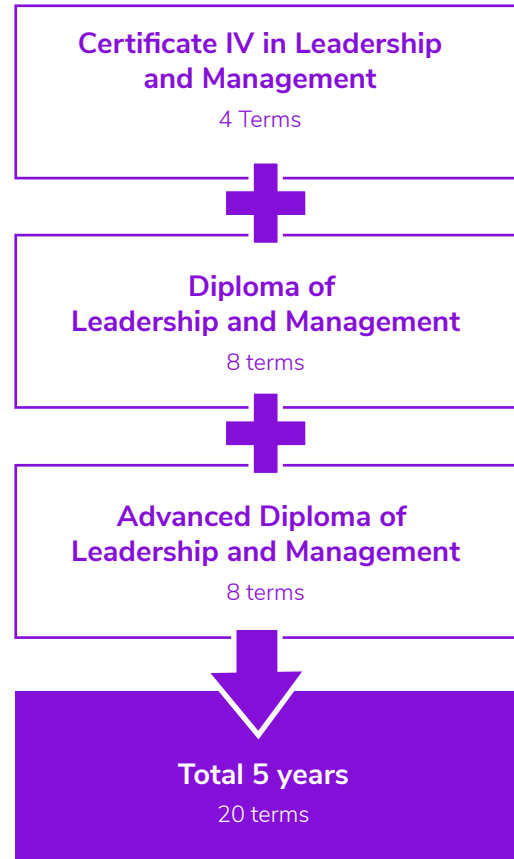 Certificate IV in Leadership
and Management
4 Terms
Diploma of
Leadership and Management
8 terms
Advanced Diploma of
Leadership and Management
8 terms
Total 5 years
20 terms